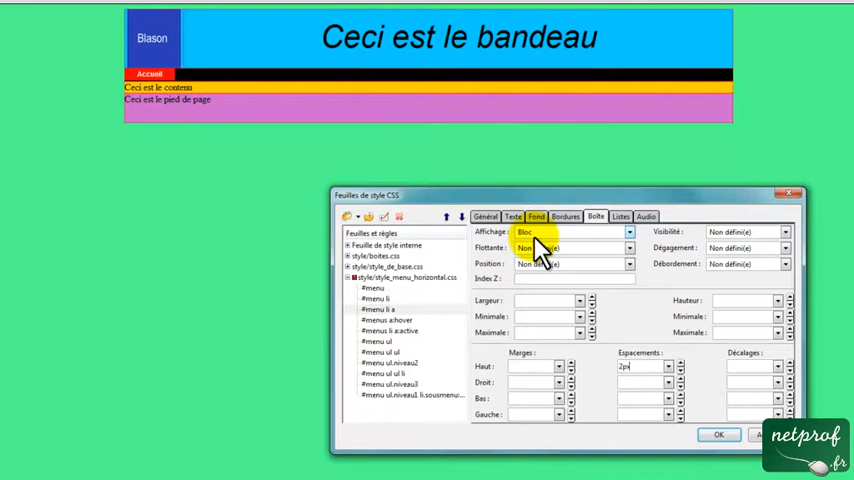 Blason
Ceci est le bandeau
Accueil
Ceci est le contenu
Ceci est le pied de page
Feuilles de style CSS
Général Texte Fond Bordures Boîte Listes Audio
Feuilles et règles
Feuille de style interne
style/boites.css
style/style_de_base.css
style/style_menu_horizontal.css
#menu
#menu li
#menu li a
#menus a:hover
#menus li a:active
#menu ul
#menu ul ul
#menu ul.niveau2
#menu ul ul li
#menu ul.niveau3
#menu ul.niveau1 li.sousmenu:...
Affichage : Bloc Visibilité : Non défini(e)
Flottante : Non défini(e) Dégagement : Non défini(e)
Position : Non défini(e) Débordement : Non défini(e)
Index Z :
Largeur : Hauteur :
Minimale : Minimale :
Maximale : Maximale :
Marges : Espacements : Décalages :
Haut : 2px
Droit :
Bas :
Gauche :
OK
netprof
.fr